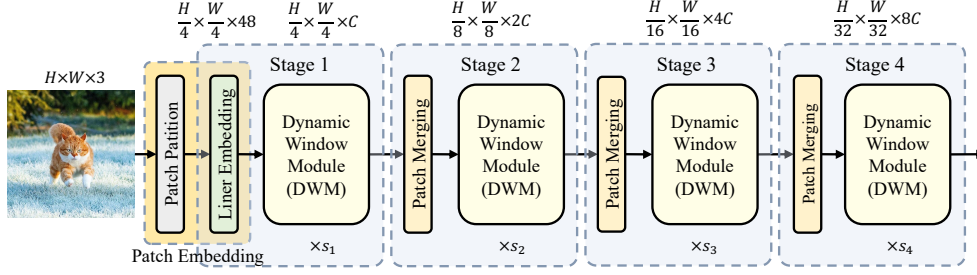 H/4 × W/4 × 48
H/4 × W/4 × C
H/8 × W/8 × 2C
H/16 × W/16 × 4C
H/32 × W/32 × 8C
H×W×3
Stage 1
Stage 2
Stage 3
Stage 4
Patch Patition
Liner Embedding
Dynamic
Window
Module
(DWM)
Patch Merging
Dynamic
Window
Module
(DWM)
Patch Merging
Dynamic
Window
Module
(DWM)
Patch Merging
Dynamic
Window
Module
(DWM)
Patch Embedding
×s₁
×s₂
×s₃
×s₄